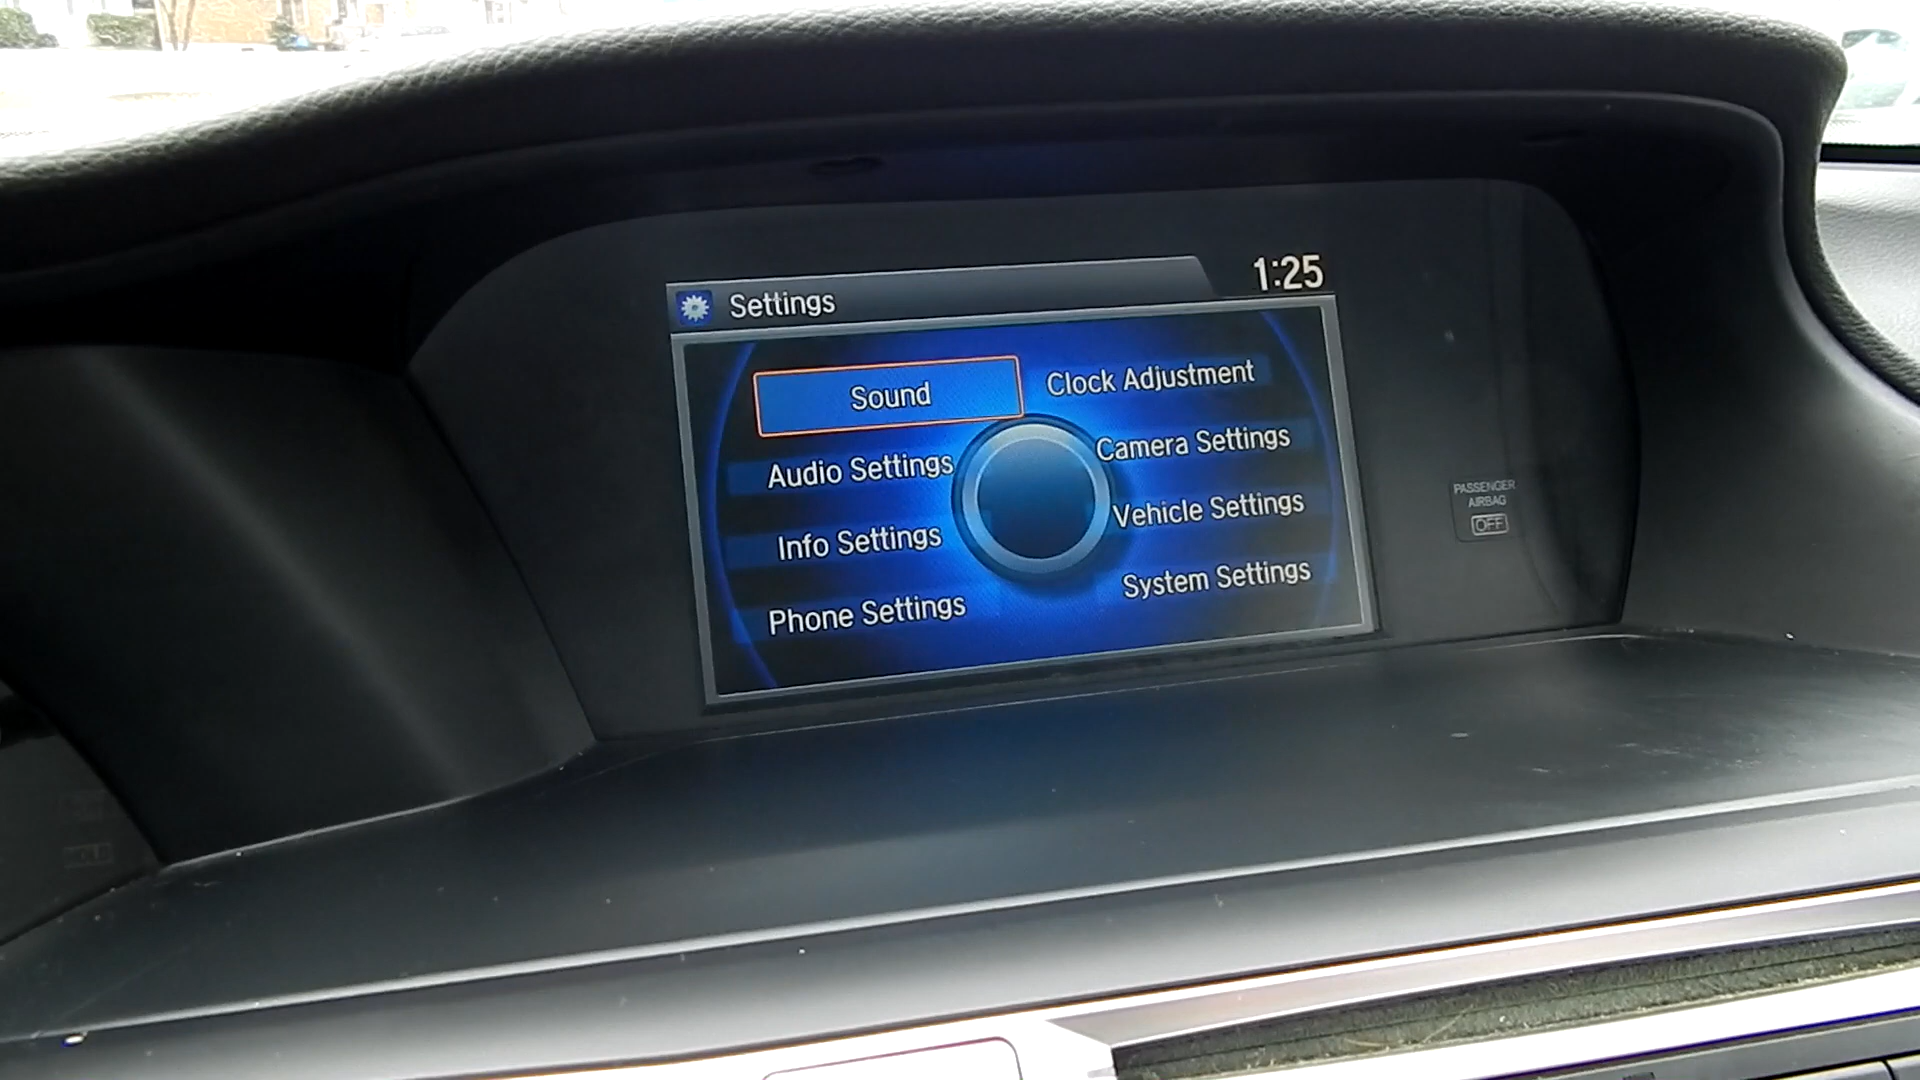 Settings
1:25
Sound
Clock Adjustment
Audio Settings
Camera Settings
Info Settings
Vehicle Settings
Phone Settings
System Settings
PASSENGER
AIRBAG
OFF